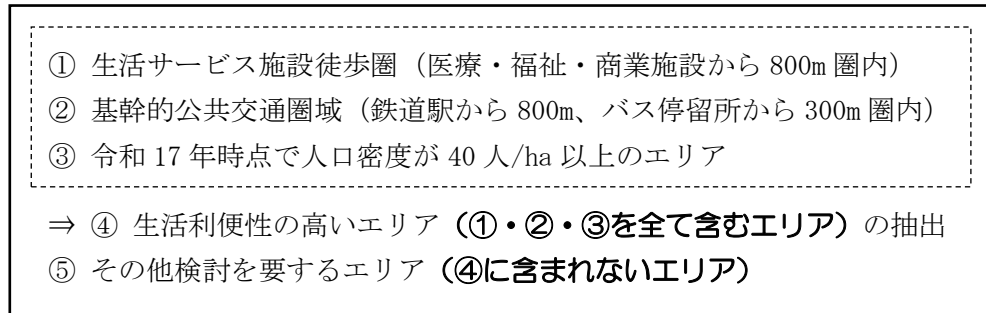 ① 生活サービス施設徒歩圏（医療・福祉・商業施設から 800m 圏内）
② 基幹的公共交通圏域（鉄道駅から 800m、バス停留所から 300m 圏内）
③ 令和 17 年時点で人口密度が 40 人/ha 以上のエリア
⇒ ④ 生活利便性の高いエリア（①・②・③を全て含むエリア）の抽出
⑤ その他検討を要するエリア（④に含まれないエリア）